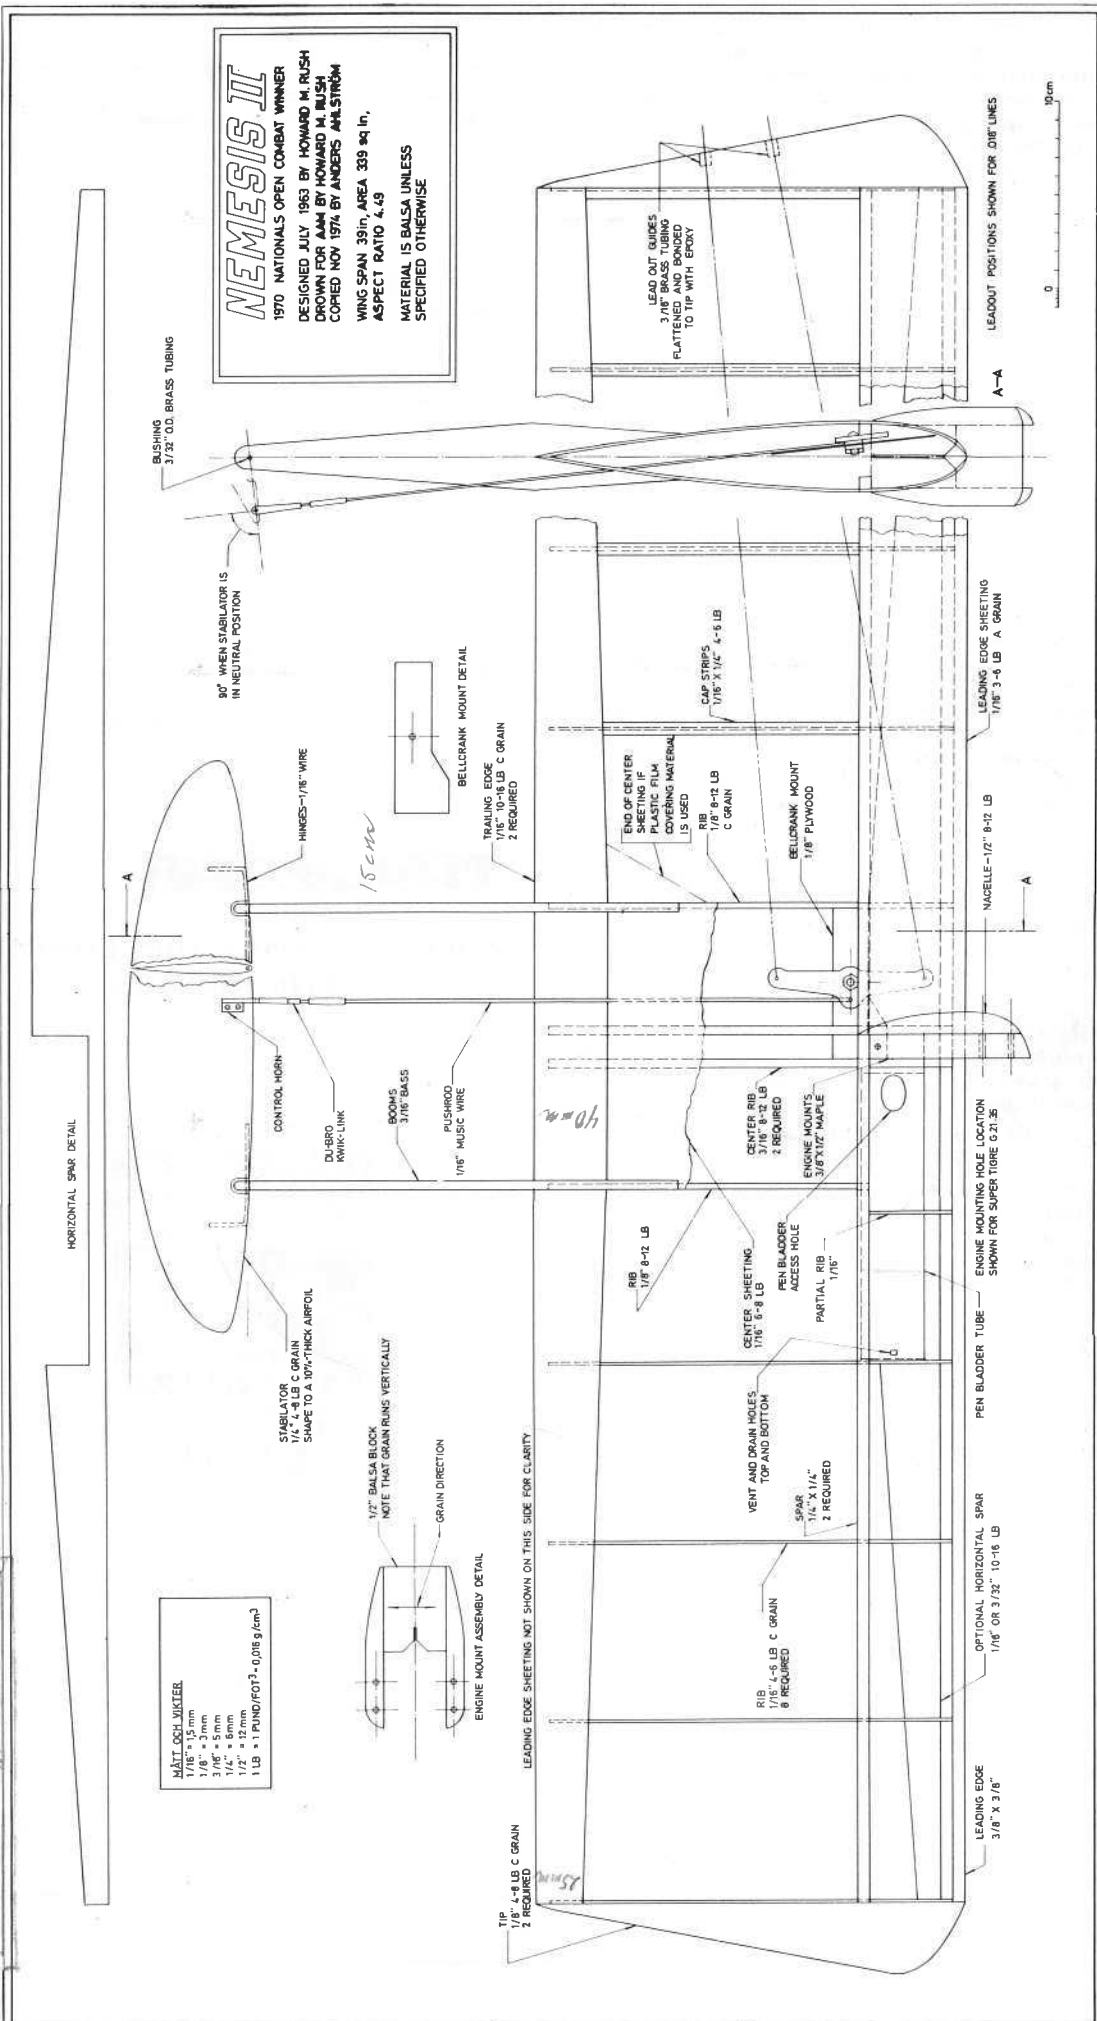 NEMESIS II
1970 NATIONALS OPEN COMBAT WINNER
DESIGNED JULY 1963 BY HOWARD M. RUSH
DROWN FOR AAM BY HOWARD M. RUSH
COPIED NOV 1974 BY ANDERS AHLSTRÖM
WING SPAN 39in, AREA 339 sq in,
ASPECT RATIO 4.49
MATERIAL IS BALSA UNLESS
SPECIFIED OTHERWISE
HORIZONTAL SPAR DETAIL
BUSHING
3/32" O.D. BRASS TUBING
90° WHEN STABILATOR IS
IN NEUTRAL POSITION
MÅTT OCH VIKTER
1/16" = 1,5 mm
1/8" = 3mm
3/16" = 5 mm
1/4" = 6mm
1/2" = 12 mm
1 LB = 1 PUND/FOT³ = 0,016 g/cm³
STABILATOR
1/4" 4-8 LB C GRAIN
SHAPE TO A 10% THICK AIRFOIL
CONTROL HORN
DU-BRO
KWIK-LINK
BOOMS
3/16" BASS
PUSHROD
1/16" MUSIC WIRE
A
HINGES-1/16" WIRE
15cm
BELLCRANK MOUNT DETAIL
TRAILING EDGE
1/16" 10-16 LB C GRAIN
2 REQUIRED
1/2" BALSA BLOCK
NOTE THAT GRAIN RUNS VERTICALLY
GRAIN DIRECTION
ENGINE MOUNT ASSEMBLY DETAIL
LEADING EDGE SHEETING NOT SHOWN ON THIS SIDE FOR CLARITY
TIP
1/8" 4-8 LB C GRAIN
2 REQUIRED
25mm
40mm
LEAD OUT GUIDES
3/16" BRASS TUBING
FLATTENED AND BONDED
TO TIP WITH EPOXY
END OF CENTER
SHEETING IF
PLASTIC FILM
COVERING MATERIAL
IS USED
RIB
1/8" 8-12 LB
C GRAIN
CAP STRIPS
1/16" X 1/4" 4-6 LB
BELLCRANK MOUNT
1/8" PLYWOOD
RIB
1/8" 8-12 LB
CENTER SHEETING
1/16" 6-8 LB
CENTER RIB
3/16" 8-12 LB
2 REQUIRED
ENGINE MOUNTS
3/8"X1/2" MAPLE
PEN BLADDER
ACCESS HOLE
PARTIAL RIB
1/16"
VENT AND DRAIN HOLES
TOP AND BOTTOM
SPAR
1/4" X 1/4"
2 REQUIRED
RIB
1/16" 4-6 LB C GRAIN
8 REQUIRED
LEADING EDGE
3/8" X 3/8"
OPTIONAL HORIZONTAL SPAR
1/16" OR 3/32" 10-16 LB
PEN BLADDER TUBE
ENGINE MOUNTING HOLE LOCATION
SHOWN FOR SUPER TIGRE G.21.35
NACELLE-1/2" 8-12 LB
A
LEADING EDGE SHEETING
1/16" 3-6 LB A GRAIN
A-A
LEADOUT POSITIONS SHOWN FOR .018" LINES
0
10cm